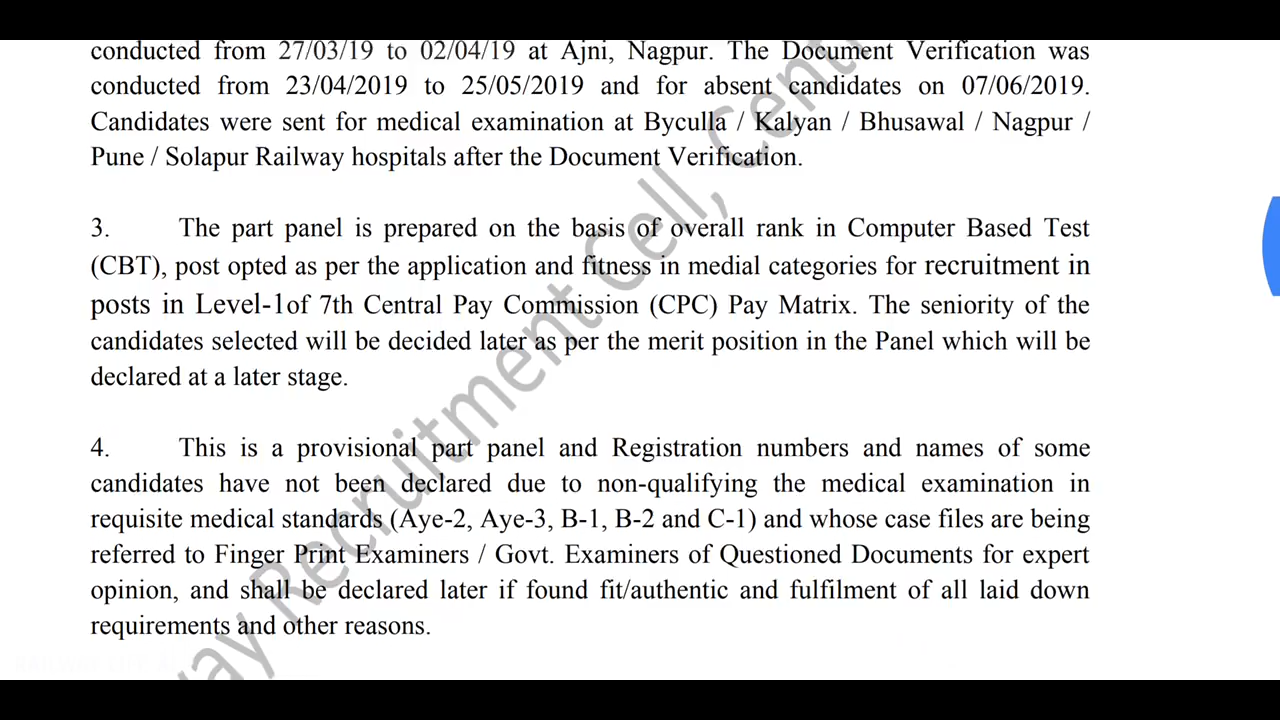 conducted from 27/03/19 to 02/04/19 at Ajni, Nagpur. The Document Verification was
conducted from 23/04/2019 to 25/05/2019 and for absent candidates on 07/06/2019.
Candidates were sent for medical examination at Byculla / Kalyan / Bhusawal / Nagpur /
Pune / Solapur Railway hospitals after the Document Verification.
3. The part panel is prepared on the basis of overall rank in Computer Based Test
(CBT), post opted as per the application and fitness in medial categories for recruitment in
posts in Level-1of 7th Central Pay Commission (CPC) Pay Matrix. The seniority of the
candidates selected will be decided later as per the merit position in the Panel which will be
declared at a later stage.
4. This is a provisional part panel and Registration numbers and names of some
candidates have not been declared due to non-qualifying the medical examination in
requisite medical standards (Aye-2, Aye-3, B-1, B-2 and C-1) and whose case files are being
referred to Finger Print Examiners / Govt. Examiners of Questioned Documents for expert
opinion, and shall be declared later if found fit/authentic and fulfilment of all laid down
requirements and other reasons.
Recruitment Cell,